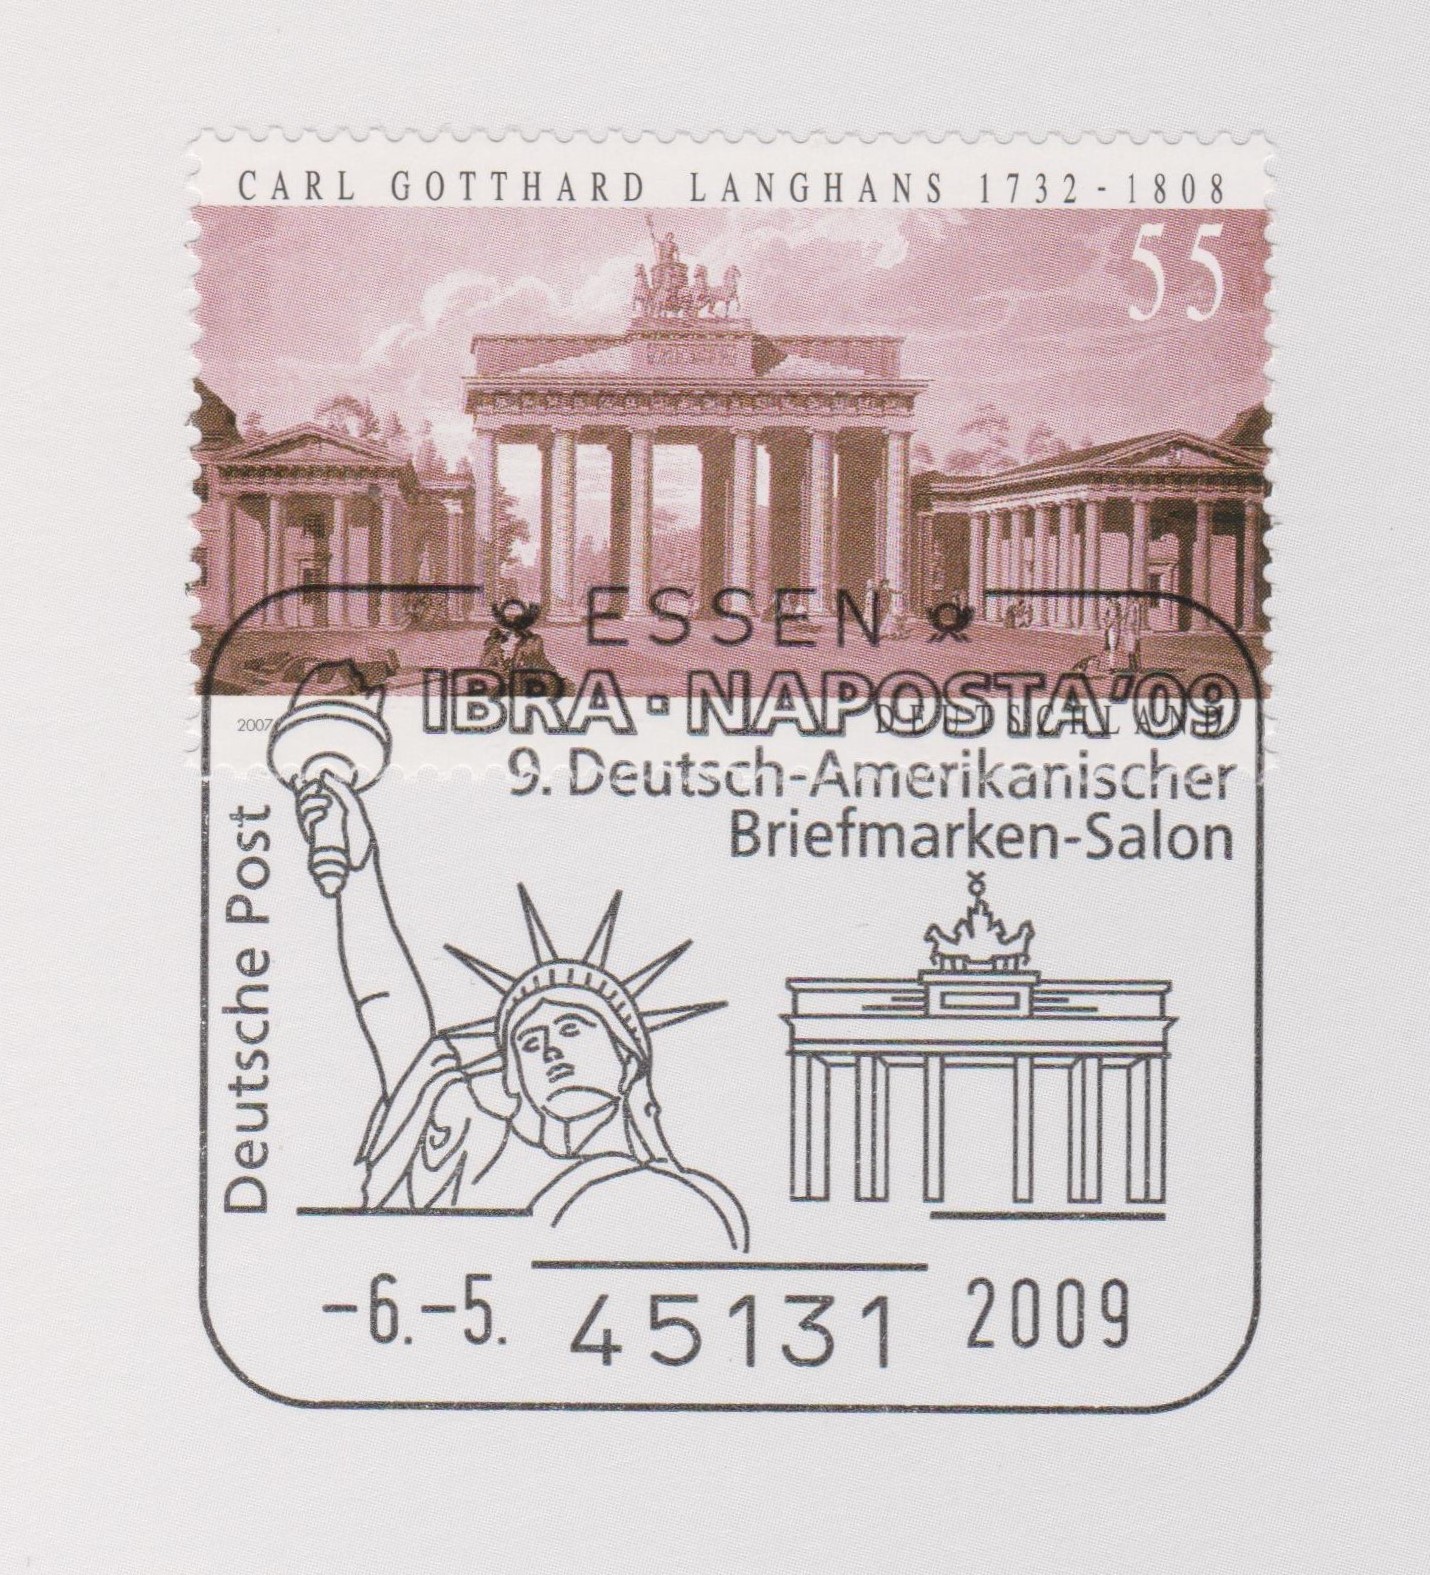 CARL GOTTHARD LANGHANS 1732-1808
55
ESSEN
IBRA·NAPOSTA'09
2007
DEUTSCHLAND
9. Deutsch-Amerikanischer
Briefmarken-Salon
Deutsche Post
-6.-5. 45131 2009